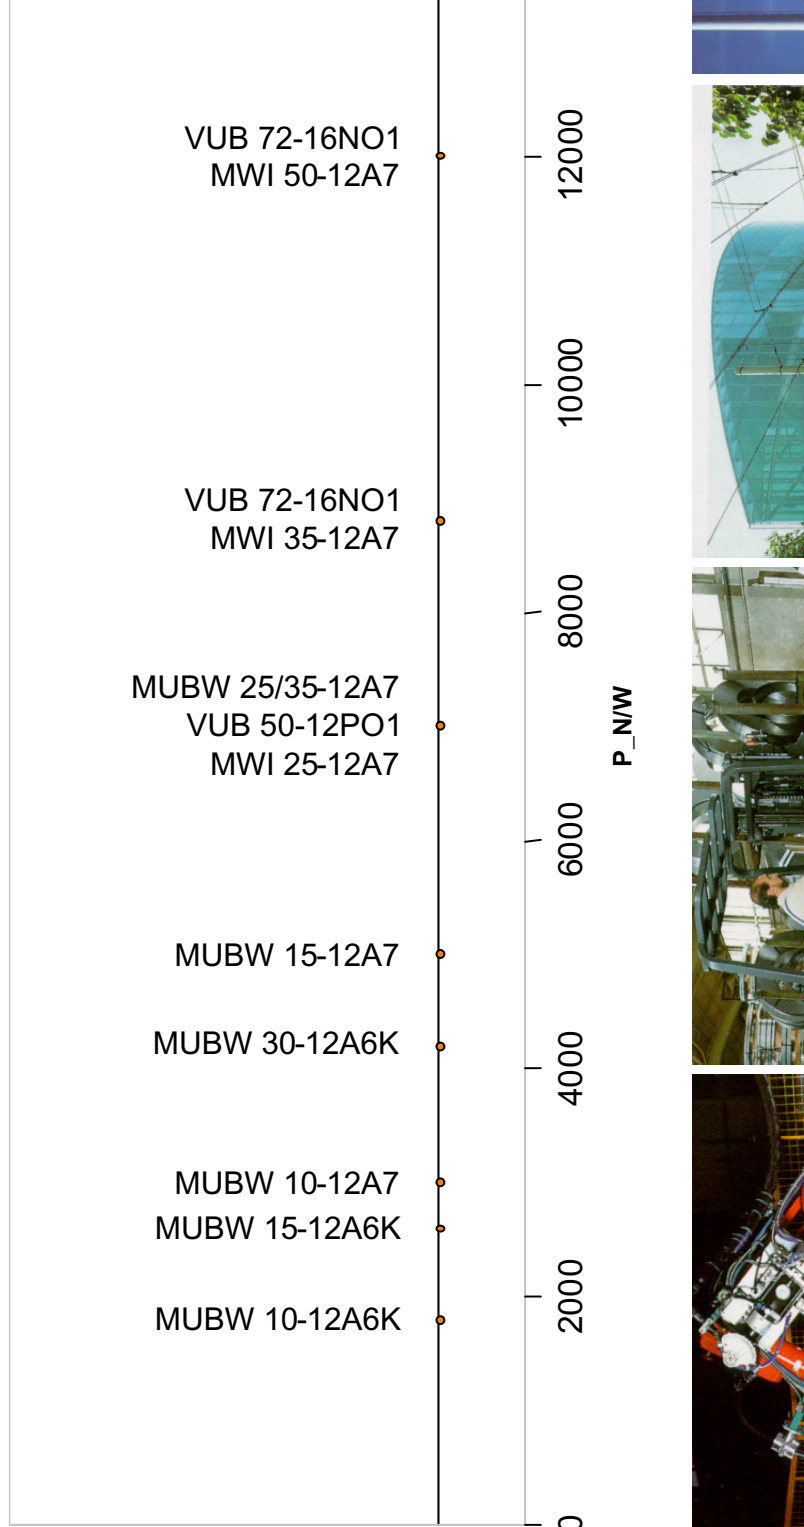 VUB 72-16NO1
MWI 50-12A7
VUB 72-16NO1
MWI 35-12A7
MUBW 25/35-12A7
VUB 50-12PO1
MWI 25-12A7
MUBW 15-12A7
MUBW 30-12A6K
MUBW 10-12A7
MUBW 15-12A6K
MUBW 10-12A6K
12000
10000
8000
6000
4000
2000
0
P_N/W